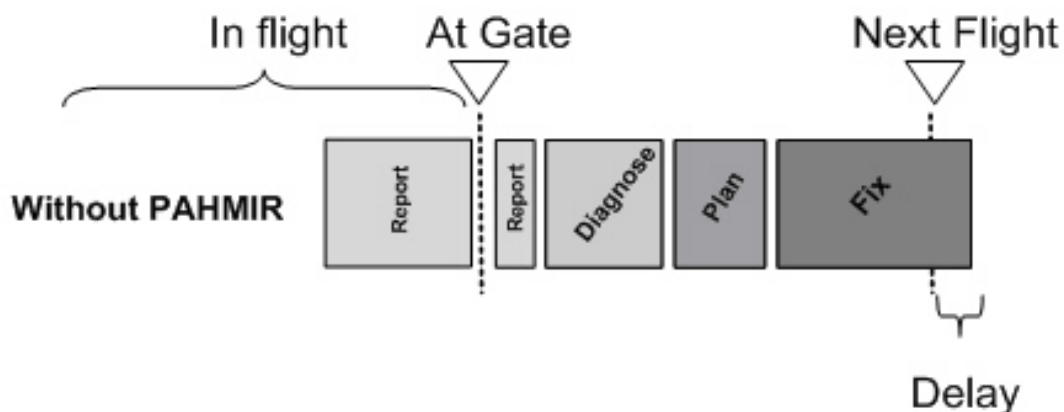 In flight
At Gate
Next Flight
Without PAHMIR
Report
Report
Diagnose
Plan
Fix
Delay